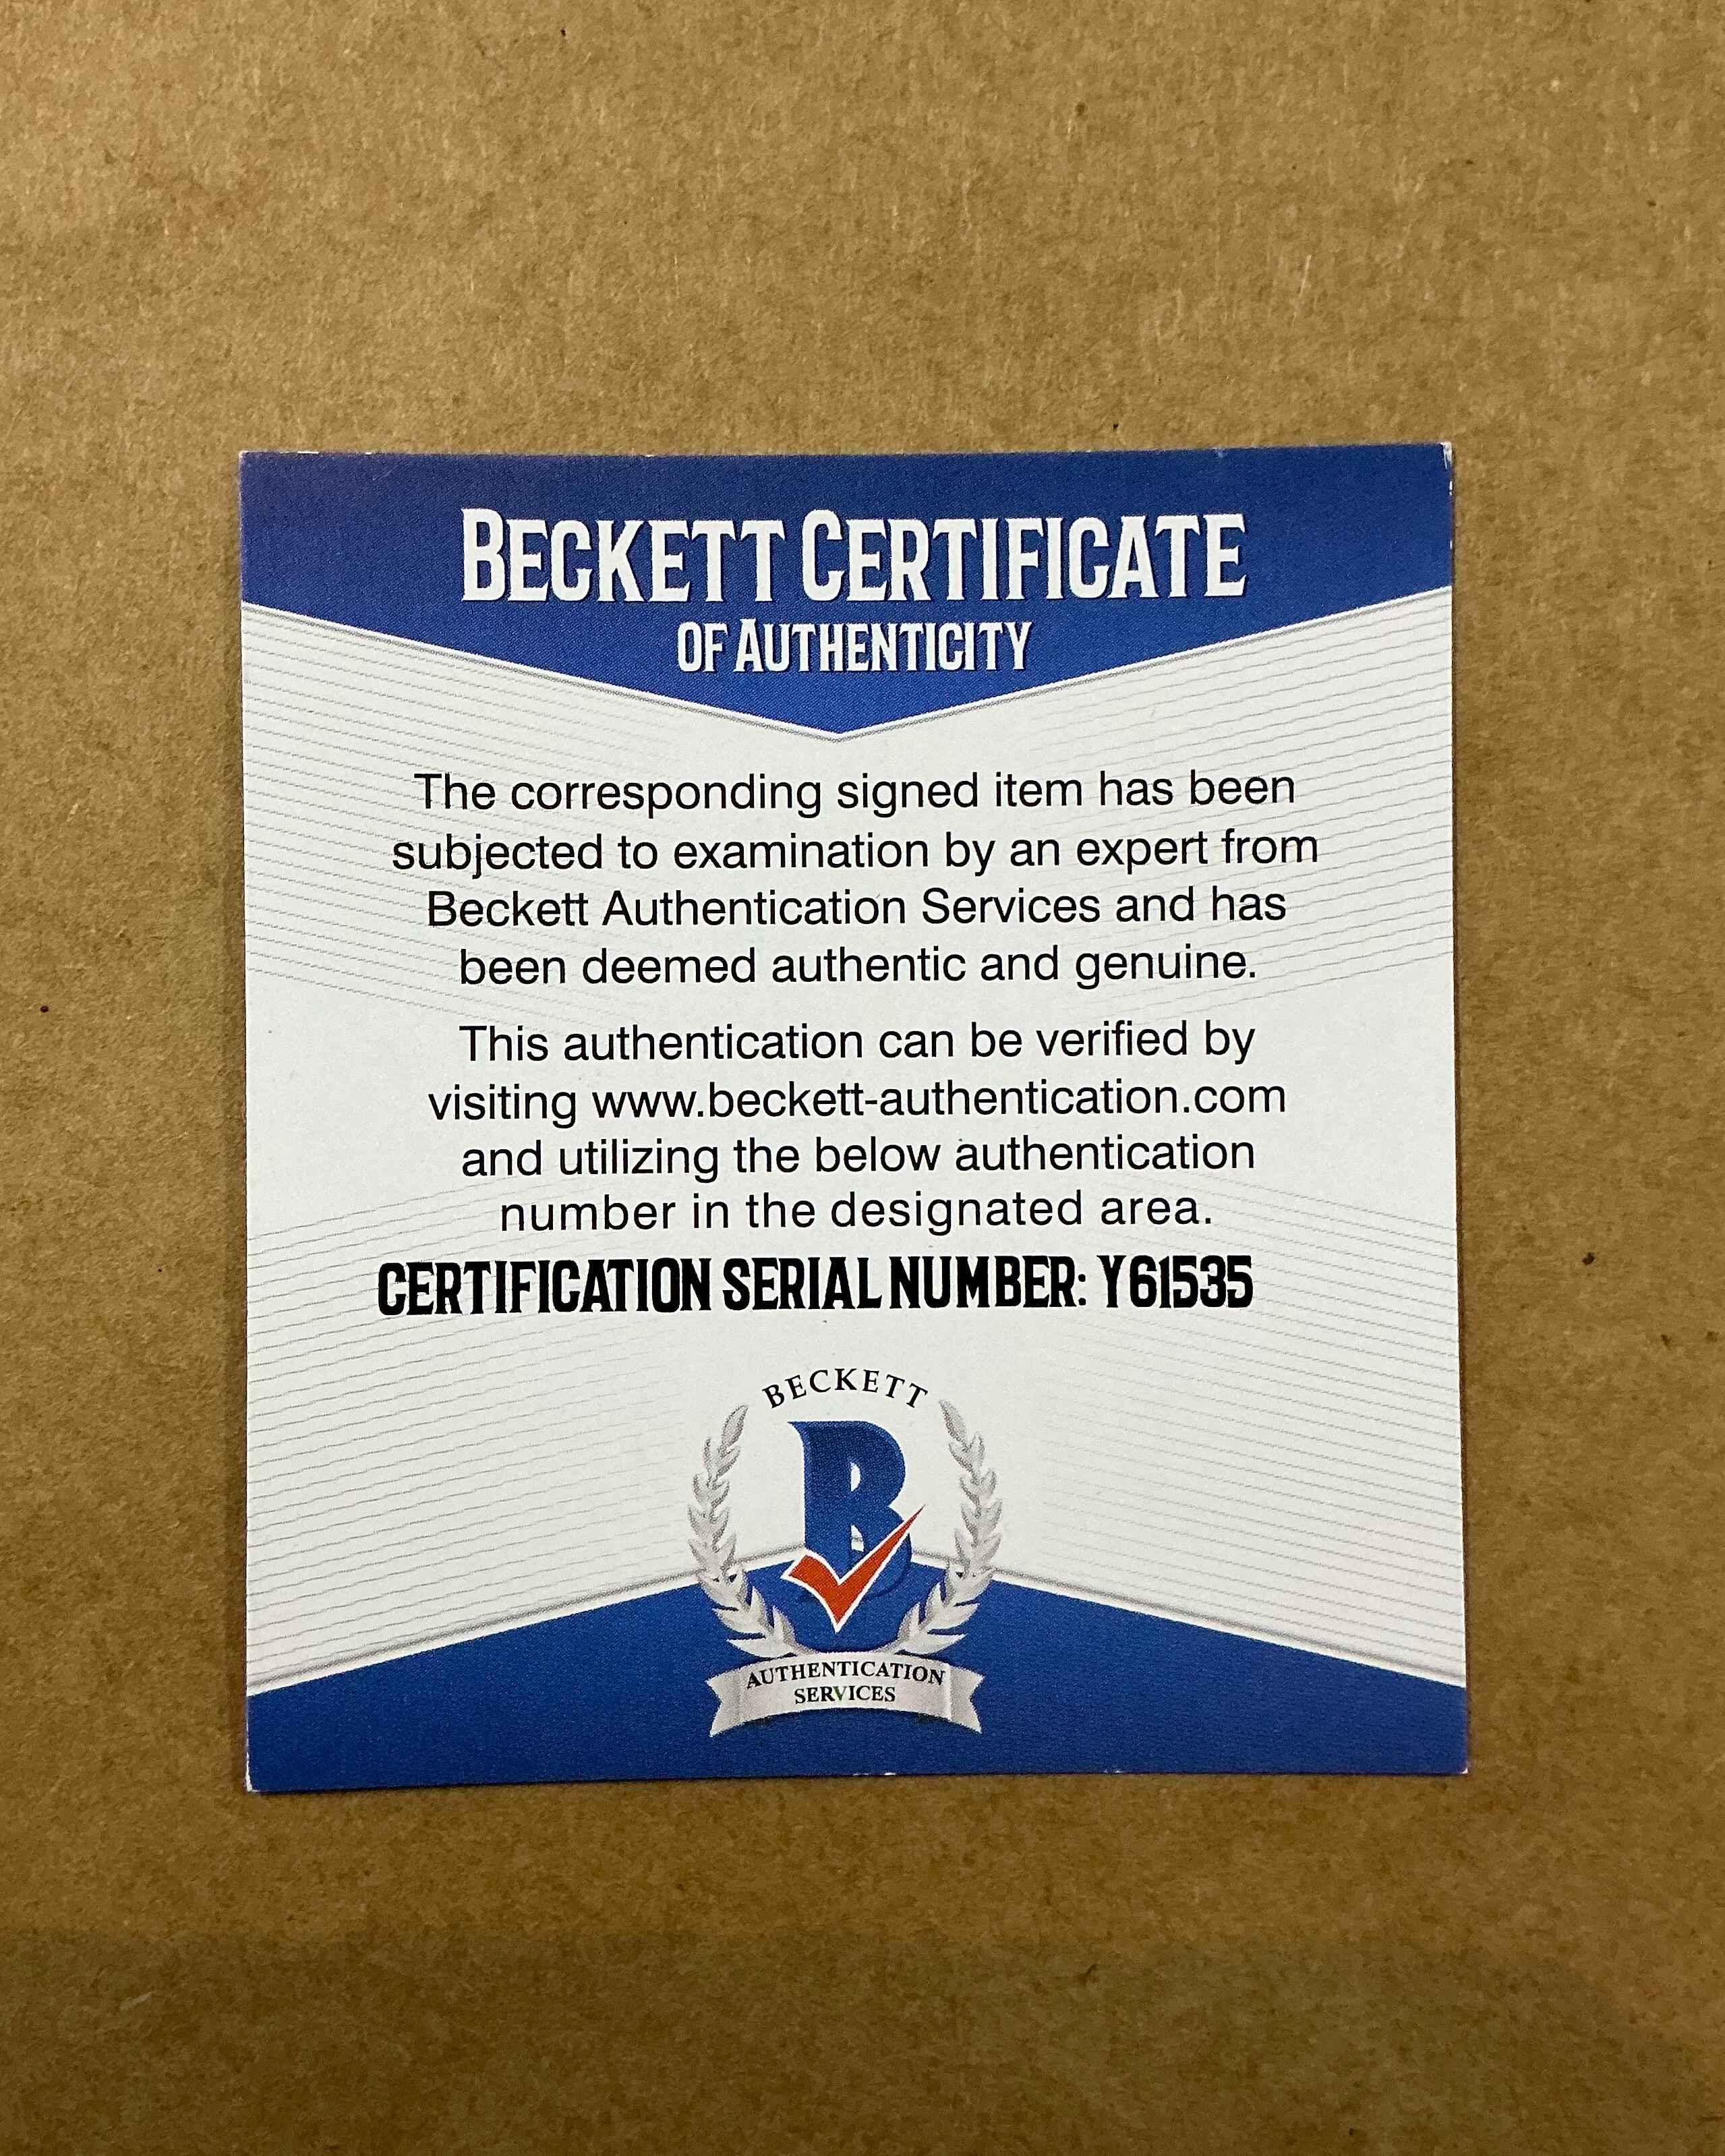 BECKETT CERTIFICATE
OF AUTHENTICITY
The corresponding signed item has been
subjected to examination by an expert from
Beckett Authentication Services and has
been deemed authentic and genuine.
This authentication can be verified by
visiting www.beckett-authentication.com
and utilizing the below authentication
number in the designated area.
CERTIFICATION SERIAL NUMBER: Y61535
BECKETT
B
AUTHENTICATION
SERVICES